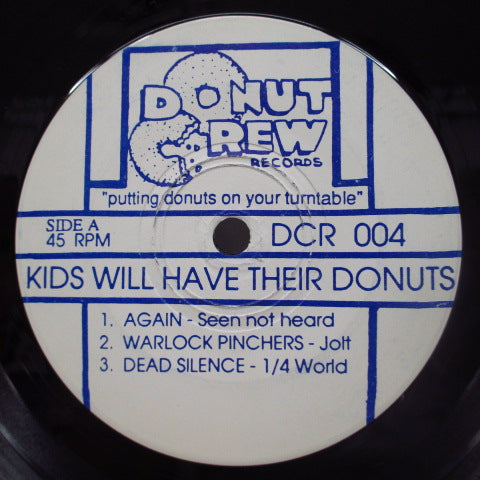 DONUT
CREW
RECORDS
"putting donuts on your turntable"
SIDE A
45 RPM
DCR 004
KIDS WILL HAVE THEIR DONUTS
1. AGAIN - Seen not heard
2. WARLOCK PINCHERS - Jolt
3. DEAD SILENCE - 1/4 World